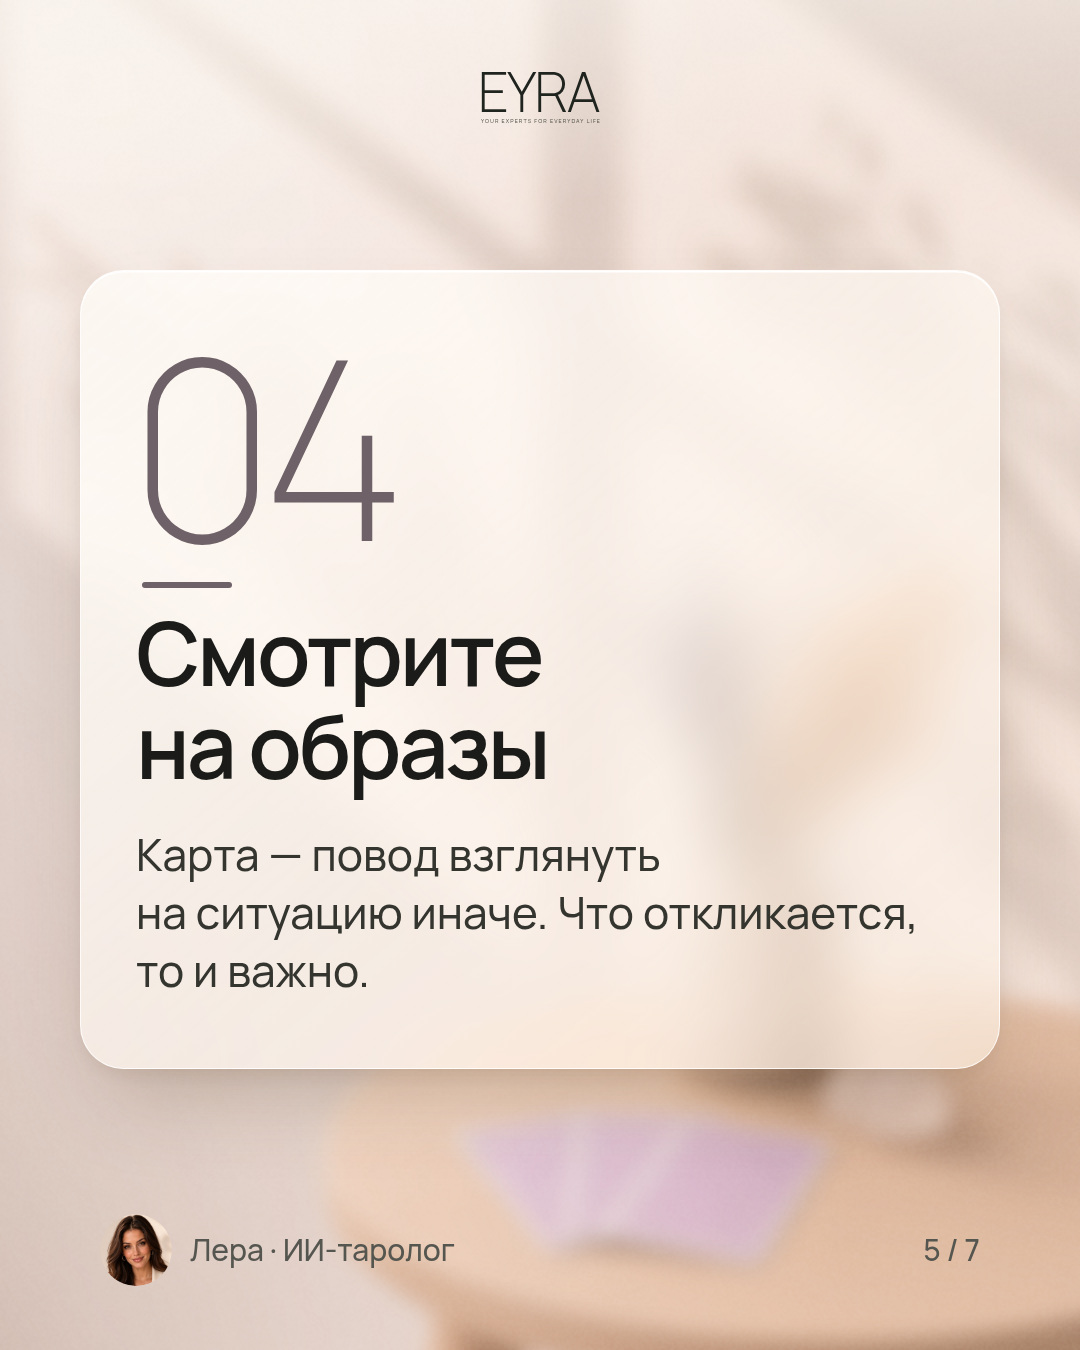 EYRA
YOUR EXPERTS FOR EVERYDAY LIFE
04
Смотрите
на образы
Карта — повод взглянуть
на ситуацию иначе. Что откликается,
то и важно.
Лера · ИИ-таролог
5 / 7